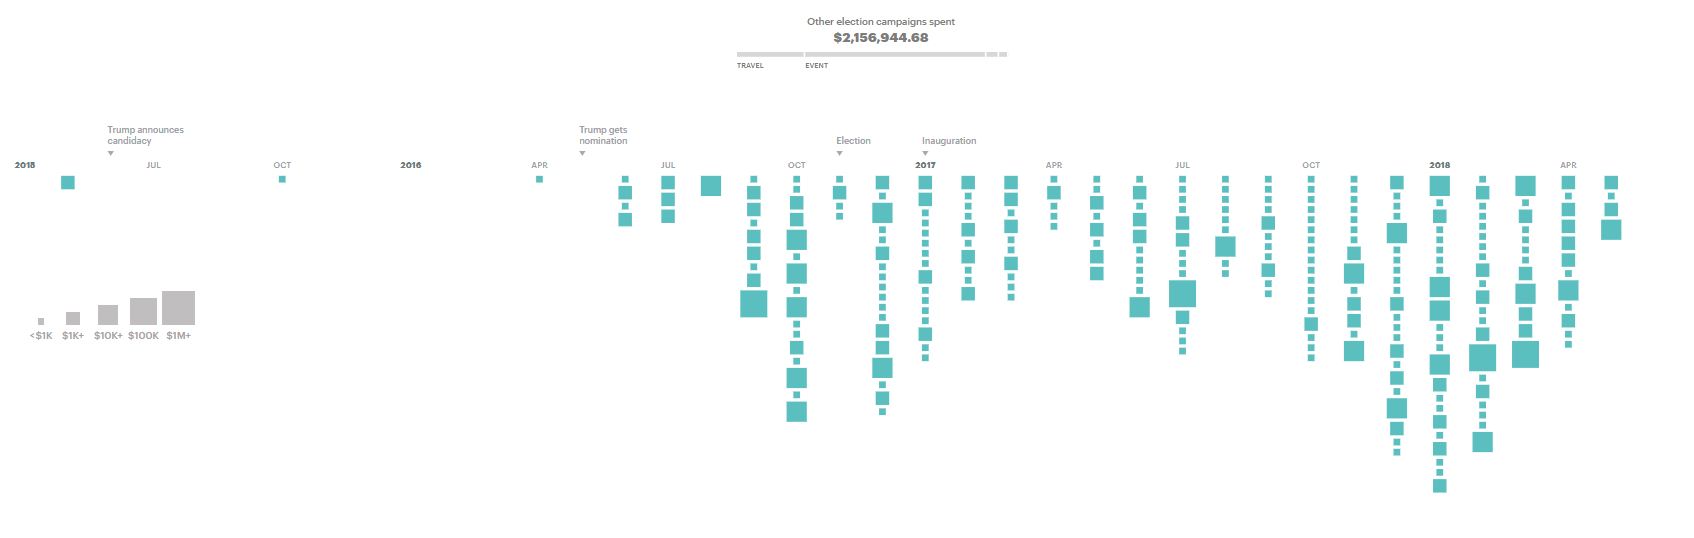 Other election campaigns spent
$2,156,944.68
TRAVEL EVENT
Trump announces
candidacy
Trump gets
nomination
Election
Inauguration
2015 JUL OCT 2016 APR JUL OCT 2017 APR JUL OCT 2018 APR
<$1K $1K+ $10K+ $100K $1M+